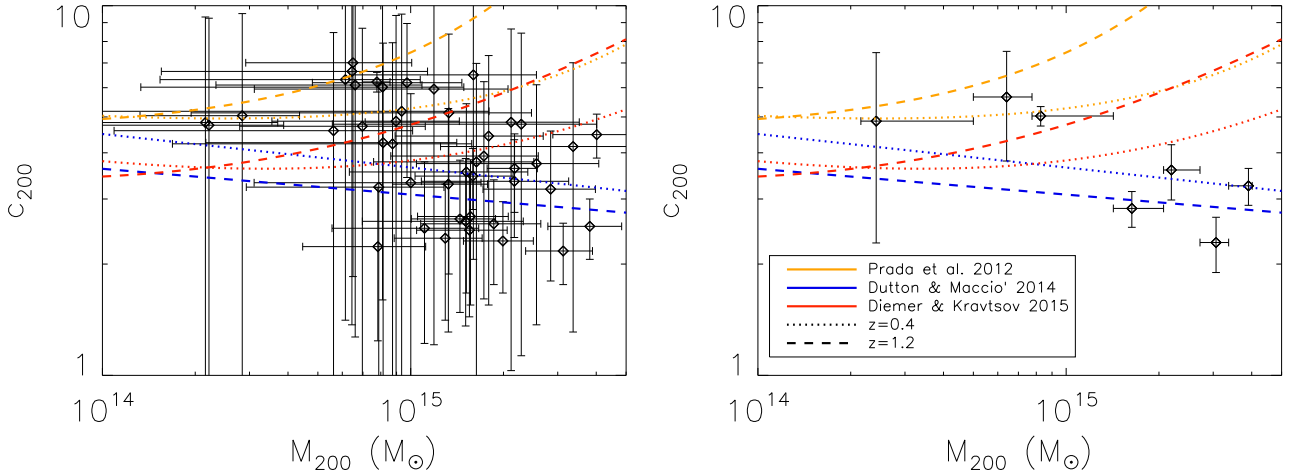 10
c200
1
10^14
10^15
M200 (M☉)
10
1
10^14
10^15
M200 (M☉)
Prada et al. 2012
Dutton & Maccio' 2014
Diemer & Kravtsov 2015
z=0.4
z=1.2